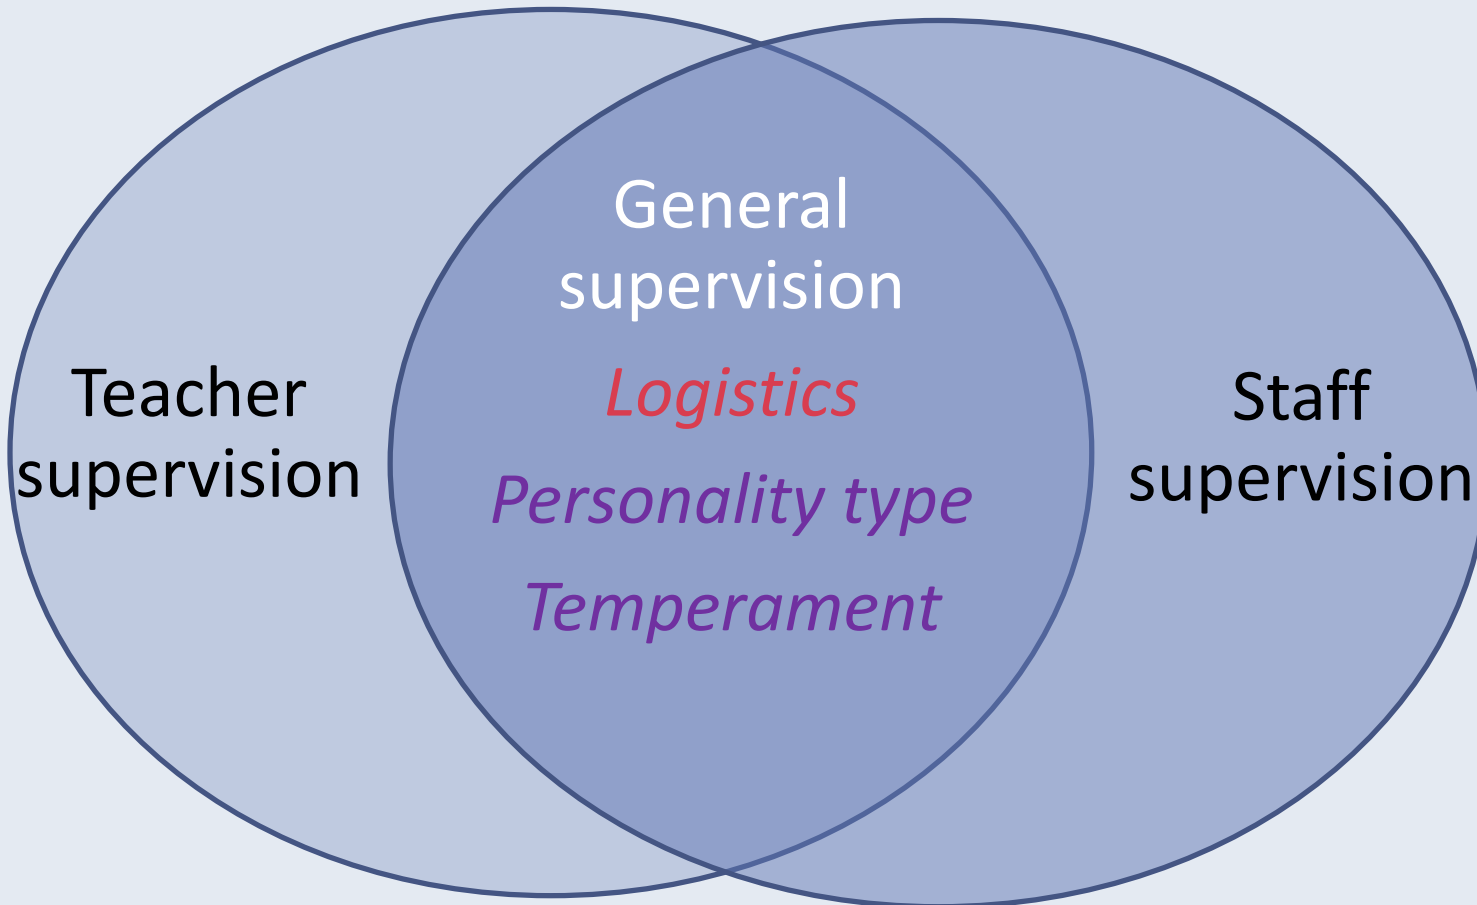 Teacher
supervision
General
supervision
Logistics
Personality type
Temperament
Staff
supervision